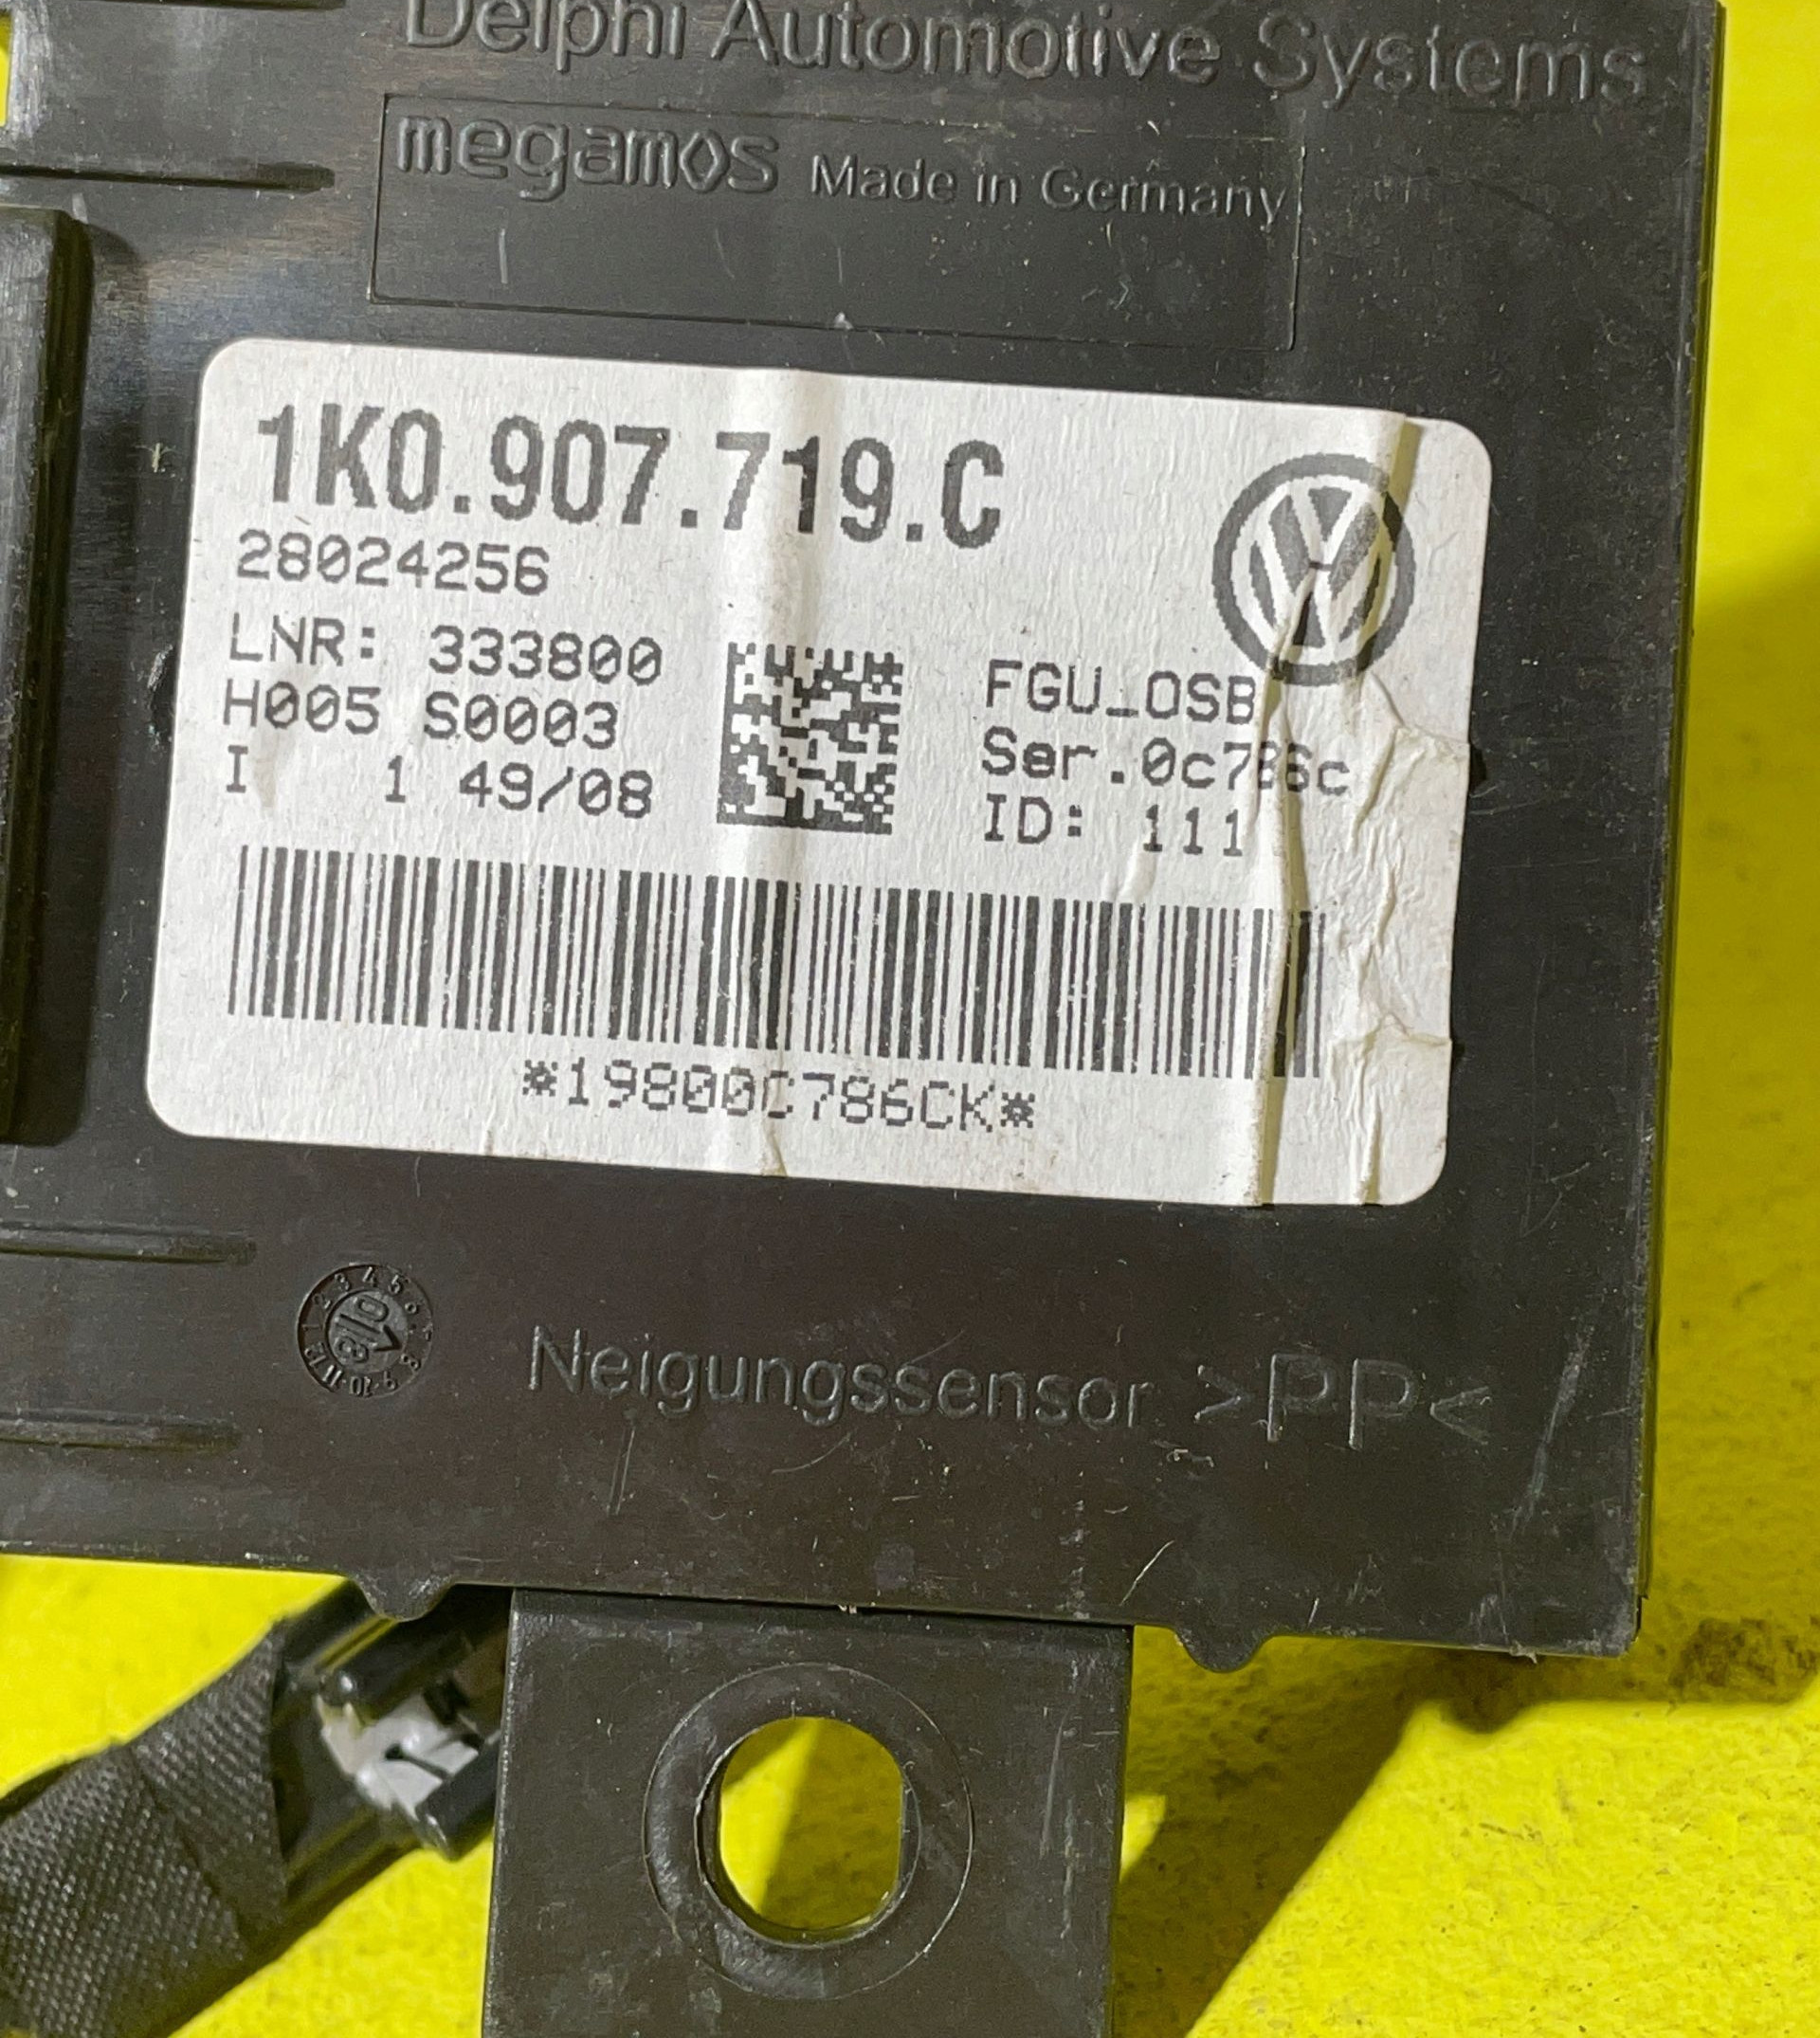 Delphi Automotive Systems
megamos Made in Germany
1K0.907.719.C
28024256
LNR: 333800
H005 S0003
I 1 49/08
FGU_OSB
Ser.0c786c
ID: 111
*19800C786CK*
Neigungssensor >PP<